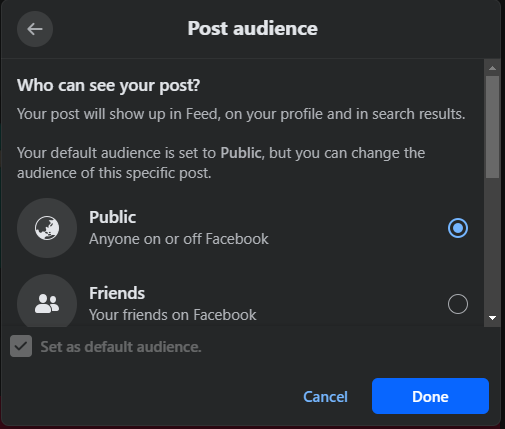 Post audience
Who can see your post?
Your post will show up in Feed, on your profile and in search results.
Your default audience is set to Public, but you can change the
audience of this specific post.
Public
Anyone on or off Facebook
Friends
Your friends on Facebook
Set as default audience.
Cancel
Done